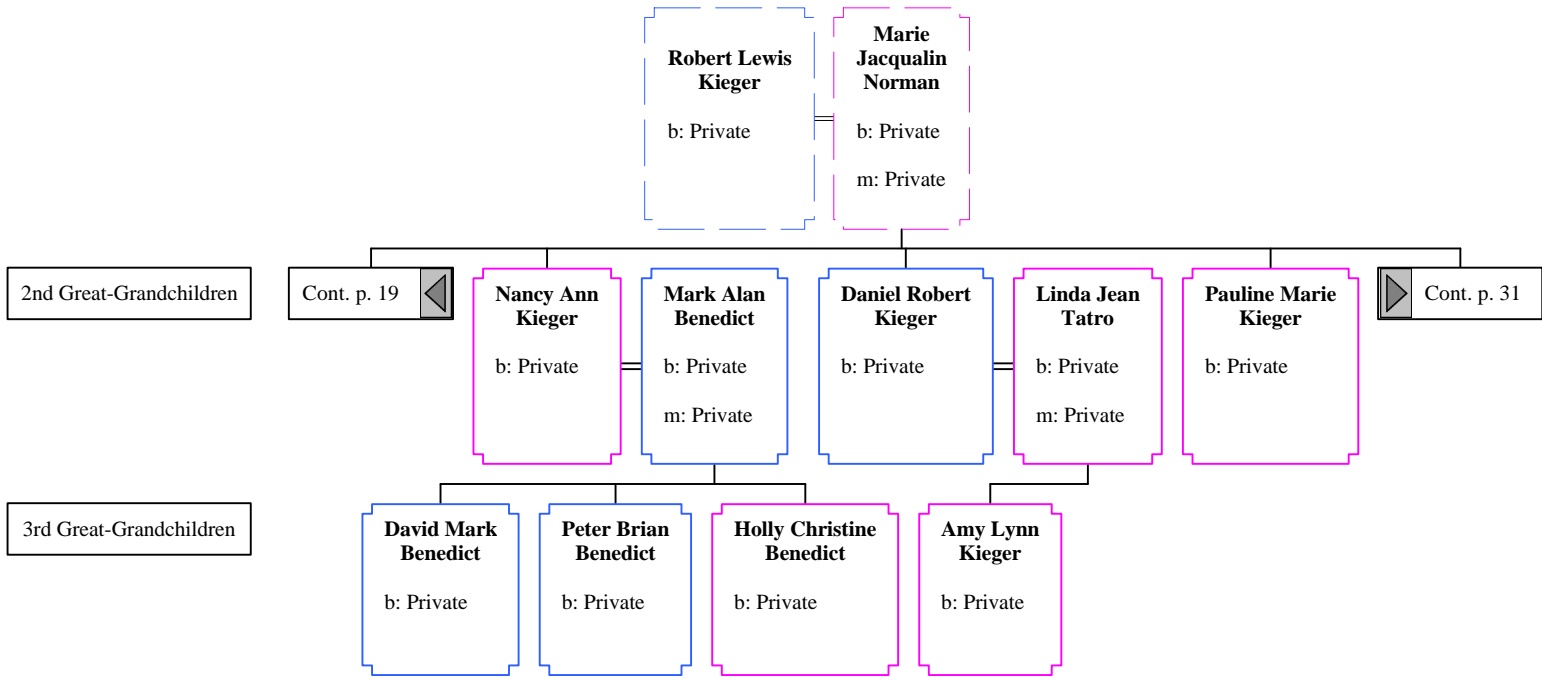 Robert Lewis
Kieger
b: Private
Marie
Jacqualin
Norman
b: Private
m: Private
2nd Great-Grandchildren
Cont. p. 19
Nancy Ann
Kieger
b: Private
Mark Alan
Benedict
b: Private
m: Private
Daniel Robert
Kieger
b: Private
Linda Jean
Tatro
b: Private
m: Private
Pauline Marie
Kieger
b: Private
Cont. p. 31
3rd Great-Grandchildren
David Mark
Benedict
b: Private
Peter Brian
Benedict
b: Private
Holly Christine
Benedict
b: Private
Amy Lynn
Kieger
b: Private